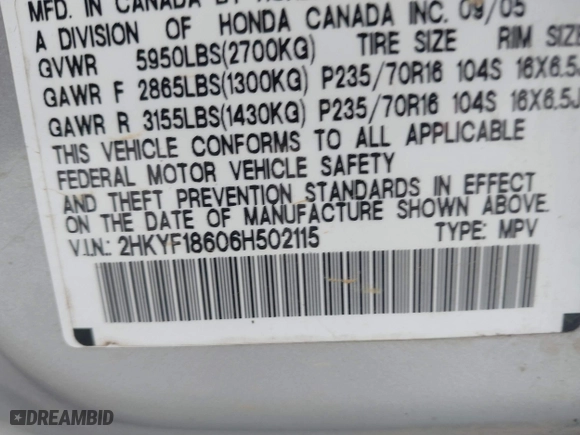 MFD. IN CANADA BY
A DIVISION OF HONDA CANADA INC. 09/05
GVWR 5950LBS(2700KG) TIRE SIZE RIM SIZE
GAWR F 2865LBS(1300KG) P235/70R16 104S 16X6.5J
GAWR R 3155LBS(1430KG) P235/70R16 104S 16X6.5J
THIS VEHICLE CONFORMS TO ALL APPLICABLE
FEDERAL MOTOR VEHICLE SAFETY
AND THEFT PREVENTION STANDARDS IN EFFECT
ON THE DATE OF MANUFACTURE SHOWN ABOVE.
V.I.N.: 2HKYF18606H502115 TYPE: MPV
DREAMBID